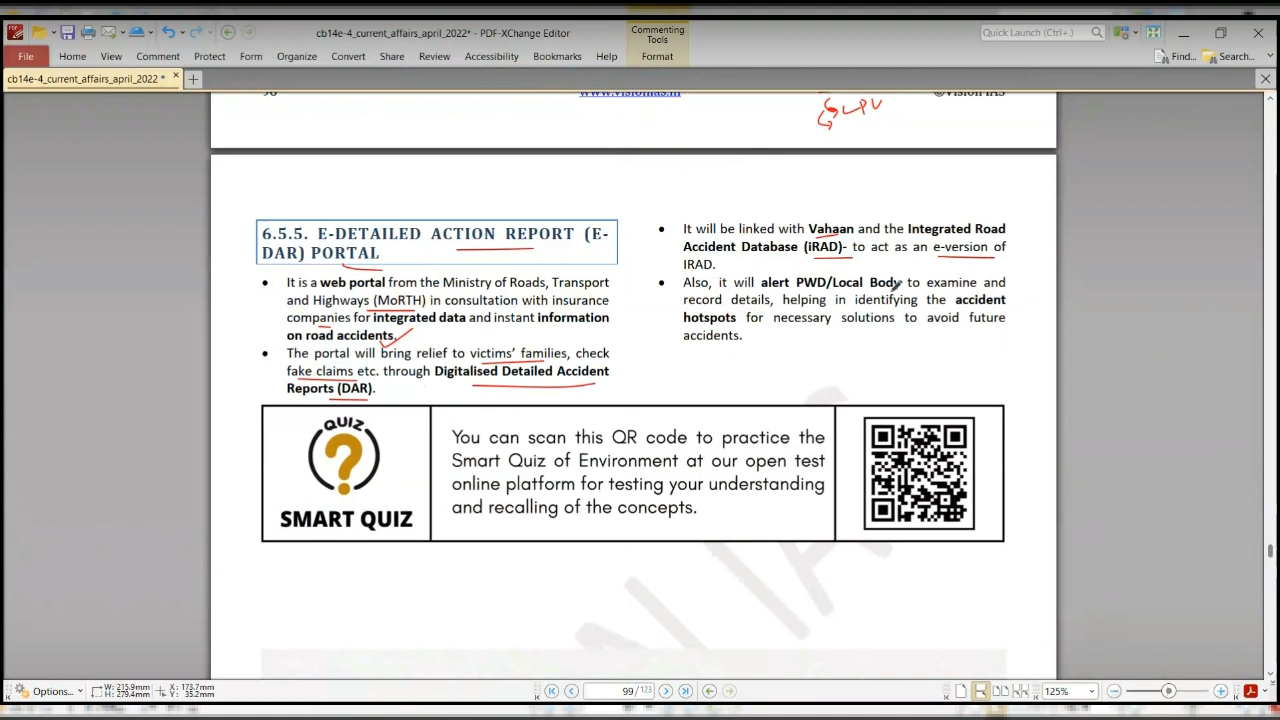 cb14e-4_current_affairs_april_2022* - PDF-XChange Editor
Commenting
Tools
Quick Launch (Ctrl+.)
File
Home
View
Comment
Protect
Form
Organize
Convert
Share
Review
Accessibility
Bookmarks
Help
Format
Find...
Search...
cb14e-4_current_affairs_april_2022 *
www.visionias.in
©Vision IAS
6.5.5. E-DETAILED ACTION REPORT (E-
DAR) PORTAL
• It is a web portal from the Ministry of Roads, Transport
and Highways (MoRTH) in consultation with insurance
companies for integrated data and instant information
on road accidents.
• The portal will bring relief to victims' families, check
fake claims etc. through Digitalised Detailed Accident
Reports (DAR).
• It will be linked with Vahaan and the Integrated Road
Accident Database (iRAD)- to act as an e-version of
IRAD.
• Also, it will alert PWD/Local Body to examine and
record details, helping in identifying the accident
hotspots for necessary solutions to avoid future
accidents.
QUIZ
SMART QUIZ
You can scan this QR code to practice the
Smart Quiz of Environment at our open test
online platform for testing your understanding
and recalling of the concepts.
Options...
W: 215.9mm
H: 279.4mm
X: 173.7mm
Y: 35.2mm
99 / 123
125%